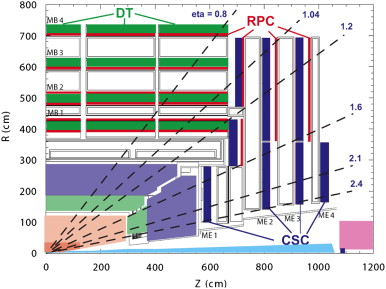 800
700
600
500
400
300
200
100
0
R (cm)
MB 4
DT
eta = 0.8
RPC
1.04
1.2
MB 3
MB 2
MB 1
1.6
2.1
2.4
ME 1
ME 2
ME 3
ME 4
CSC
0 200 400 600 800 1000 1200
Z (cm)